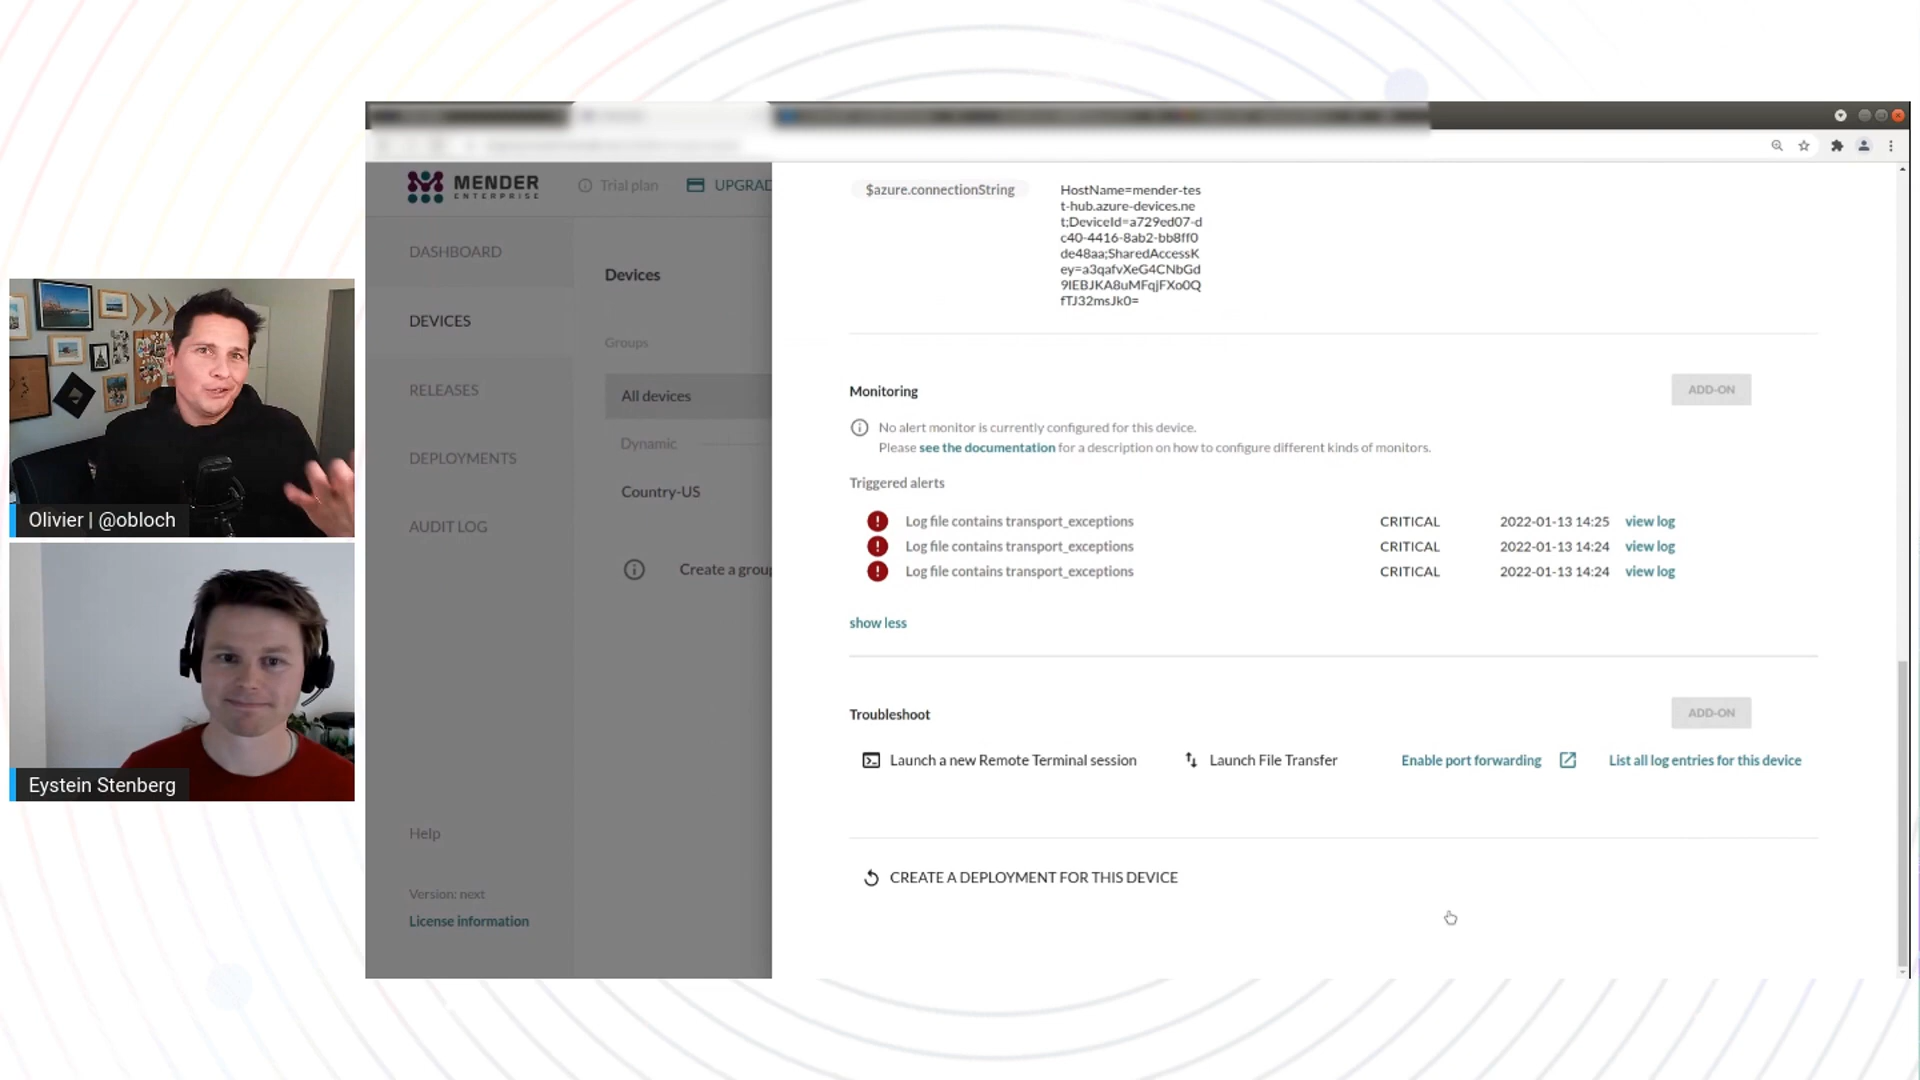 MENDER
ENTERPRISE
Trial plan
UPGRAD
DASHBOARD
DEVICES
RELEASES
DEPLOYMENTS
AUDIT LOG
Help
Version: next
License information
Devices
Groups
All devices
Dynamic
Country-US
Create a grou
$azure.connectionString
HostName=mender-tes
t-hub.azure-devices.ne
t;DeviceId=a729ed07-d
c40-4416-8ab2-bb8ff0
de48aa;SharedAccessK
ey=a3qafvXeG4CNbGd
9IEBJKA8uMFqjFXo0Q
fTJ32msJk0=
Monitoring
ADD-ON
No alert monitor is currently configured for this device.
Please see the documentation for a description on how to configure different kinds of monitors.
Triggered alerts
Log file contains transport_exceptions CRITICAL 2022-01-13 14:25 view log
Log file contains transport_exceptions CRITICAL 2022-01-13 14:24 view log
Log file contains transport_exceptions CRITICAL 2022-01-13 14:24 view log
show less
Troubleshoot
ADD-ON
Launch a new Remote Terminal session
Launch File Transfer
Enable port forwarding
List all log entries for this device
CREATE A DEPLOYMENT FOR THIS DEVICE
Olivier | @obloch
Eystein Stenberg